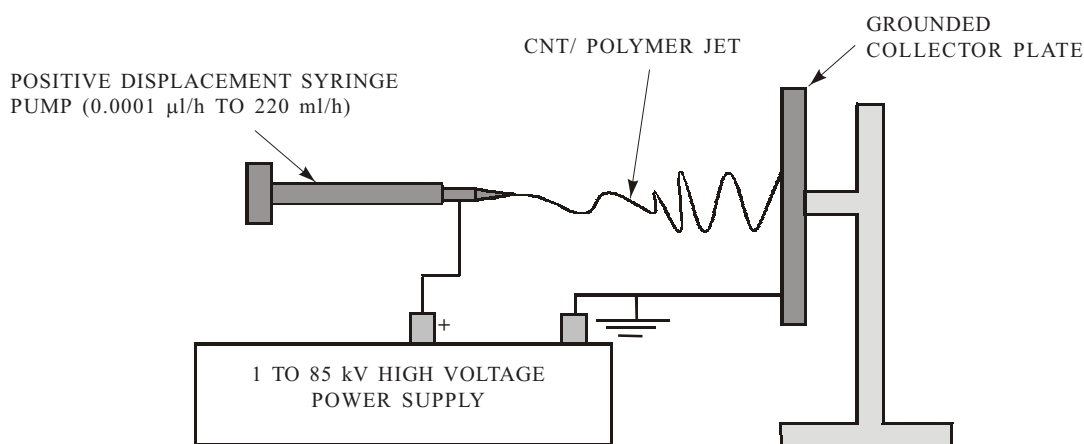 GROUNDED
COLLECTOR PLATE
CNT/ POLYMER JET
POSITIVE DISPLACEMENT SYRINGE
PUMP (0.0001 μl/h TO 220 ml/h)
+
1 TO 85 kV HIGH VOLTAGE
POWER SUPPLY